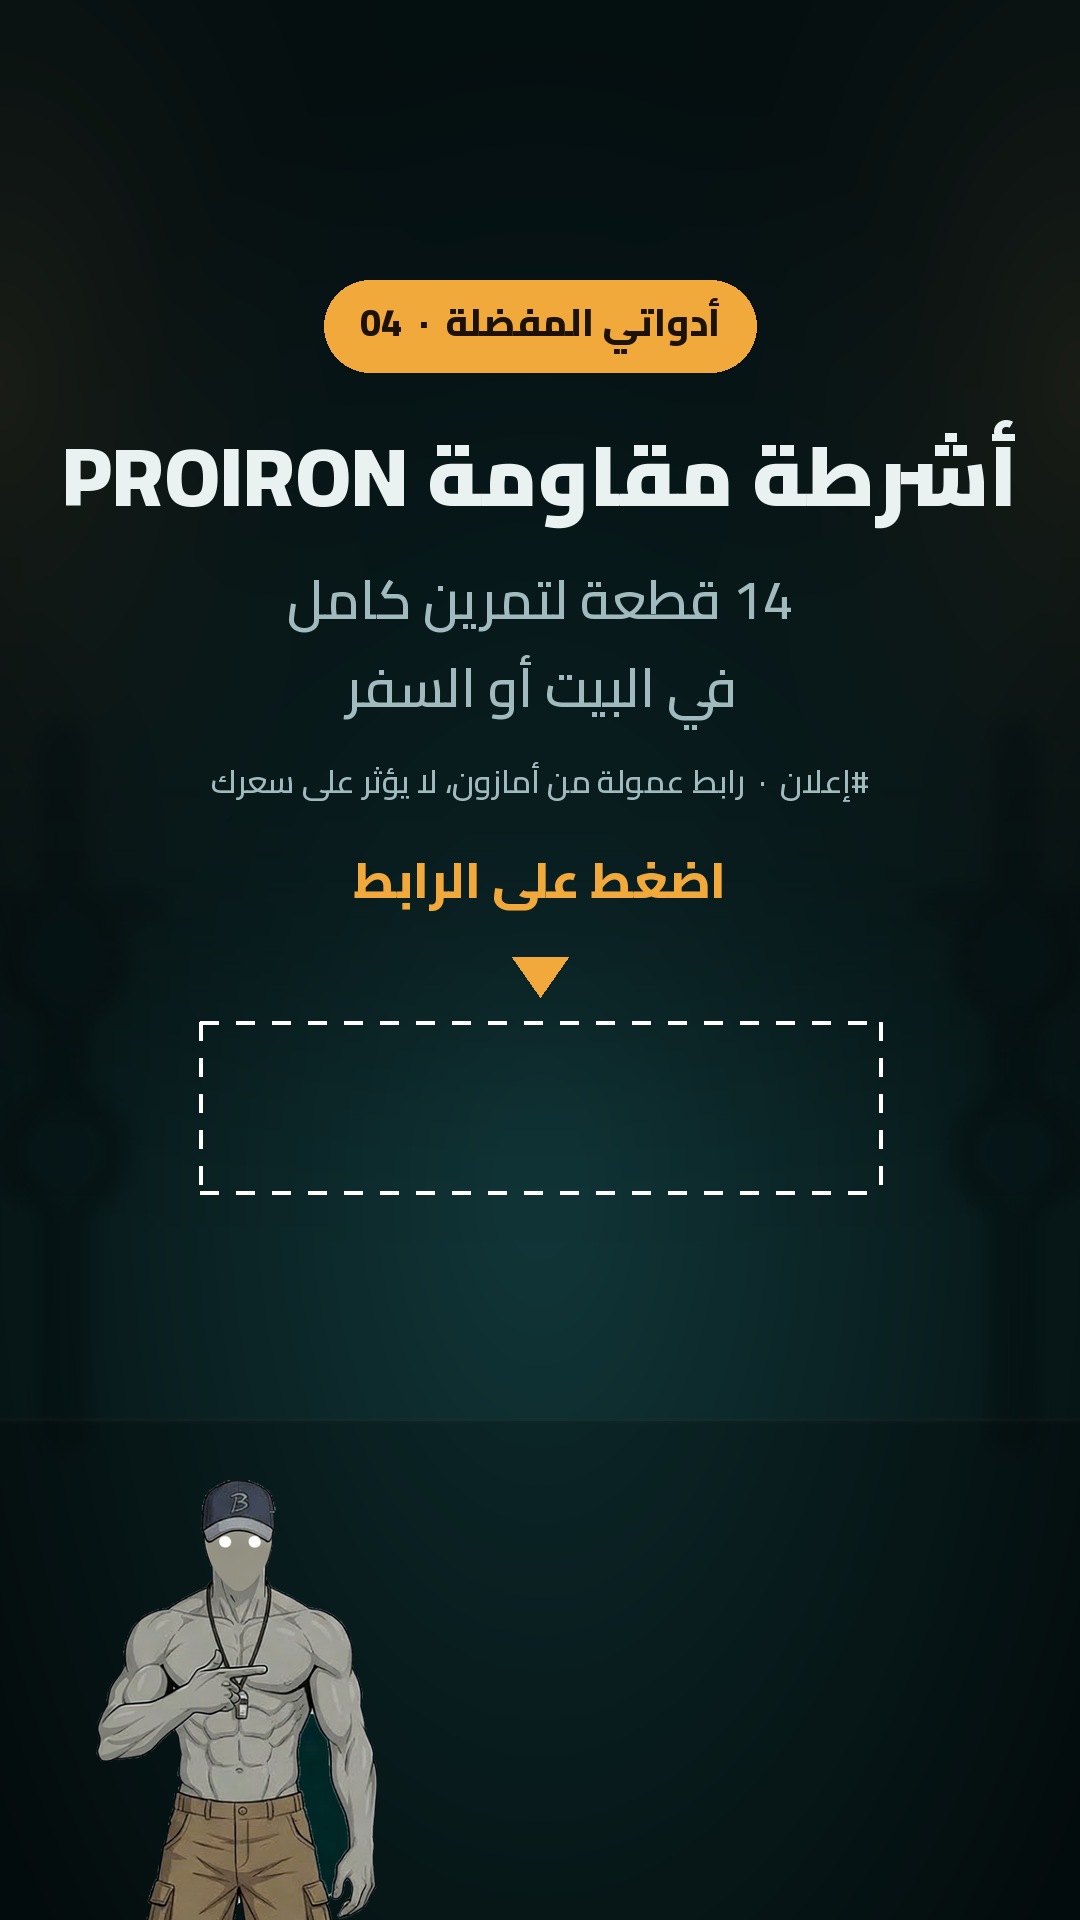 أدواتي المفضلة · 04
أشرطة مقاومة PROIRON
14 قطعة لتمرين كامل
في البيت أو السفر
#إعلان · رابط عمولة من أمازون، لا يؤثر على سعرك
اضغط على الرابط
B